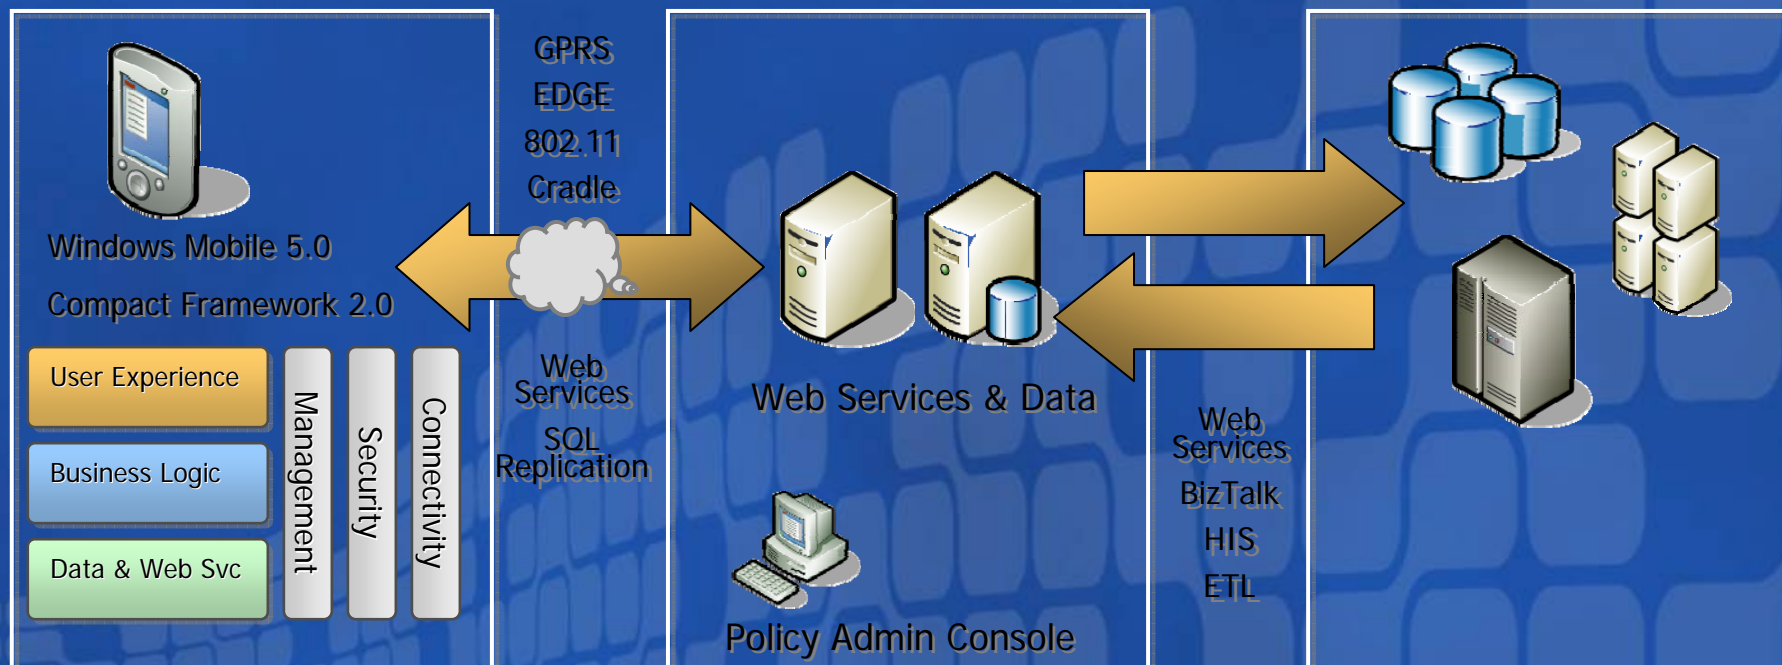 Windows Mobile 5.0
Compact Framework 2.0
User Experience
Business Logic
Data & Web Svc
Management
Security
Connectivity
GPRS
EDGE
802.11
Cradle
Web
Services
SQL
Replication
Web Services & Data
Policy Admin Console
Web
Services
BizTalk
HIS
ETL